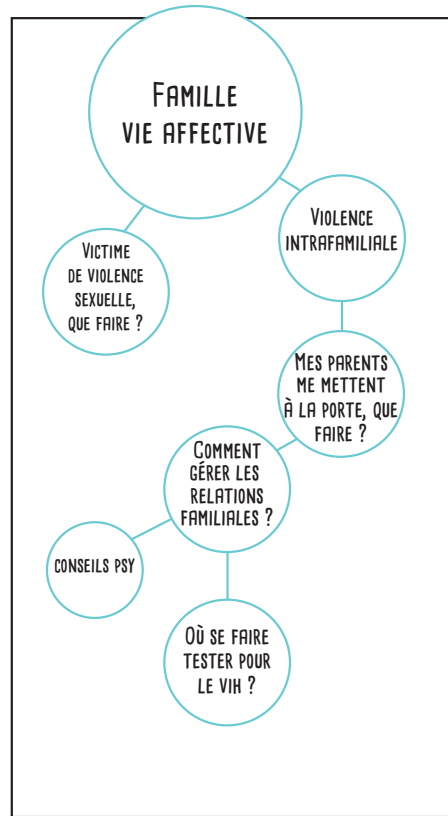 FAMILLE
VIE AFFECTIVE
VIOLENCE
INTRAFAMILIALE
VICTIME
DE VIOLENCE
SEXUELLE,
QUE FAIRE ?
MES PARENTS
ME METTENT
À LA PORTE, QUE
FAIRE ?
COMMENT
GÉRER LES
RELATIONS
FAMILIALES ?
CONSEILS PSY
OÙ SE FAIRE
TESTER POUR
LE VIH ?